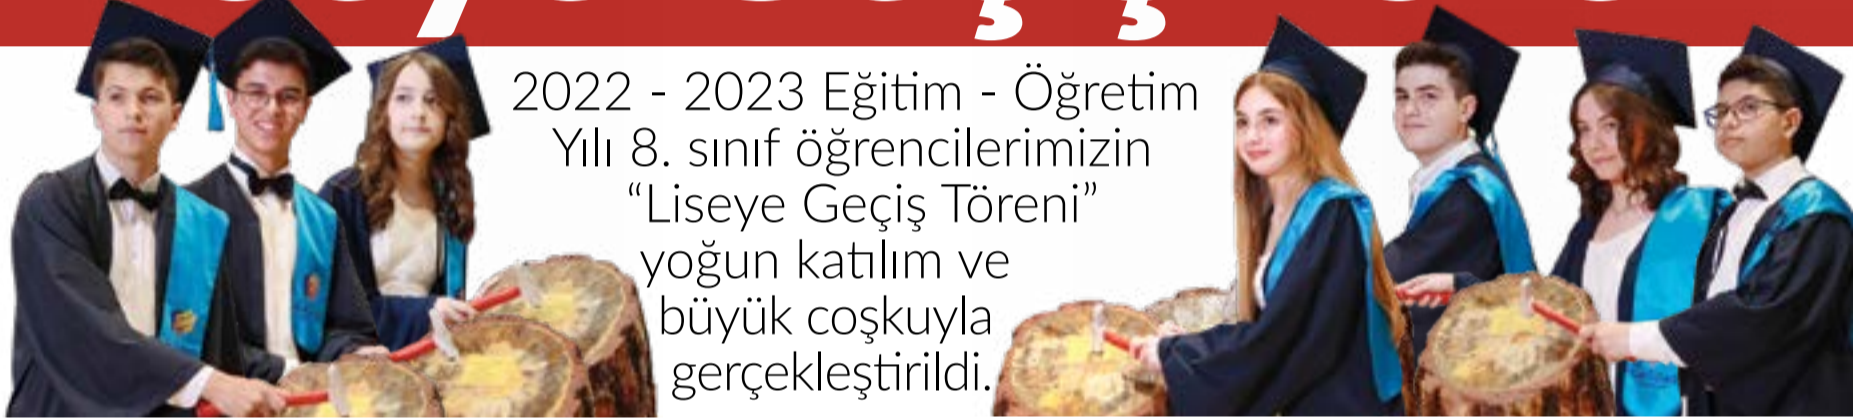 2022 - 2023 Eğitim - Öğretim
Yılı 8. sınıf öğrencilerimizin
“Liseye Geçiş Töreni”
yoğun katılım ve
büyük coşkuyla
gerçekleştirildi.